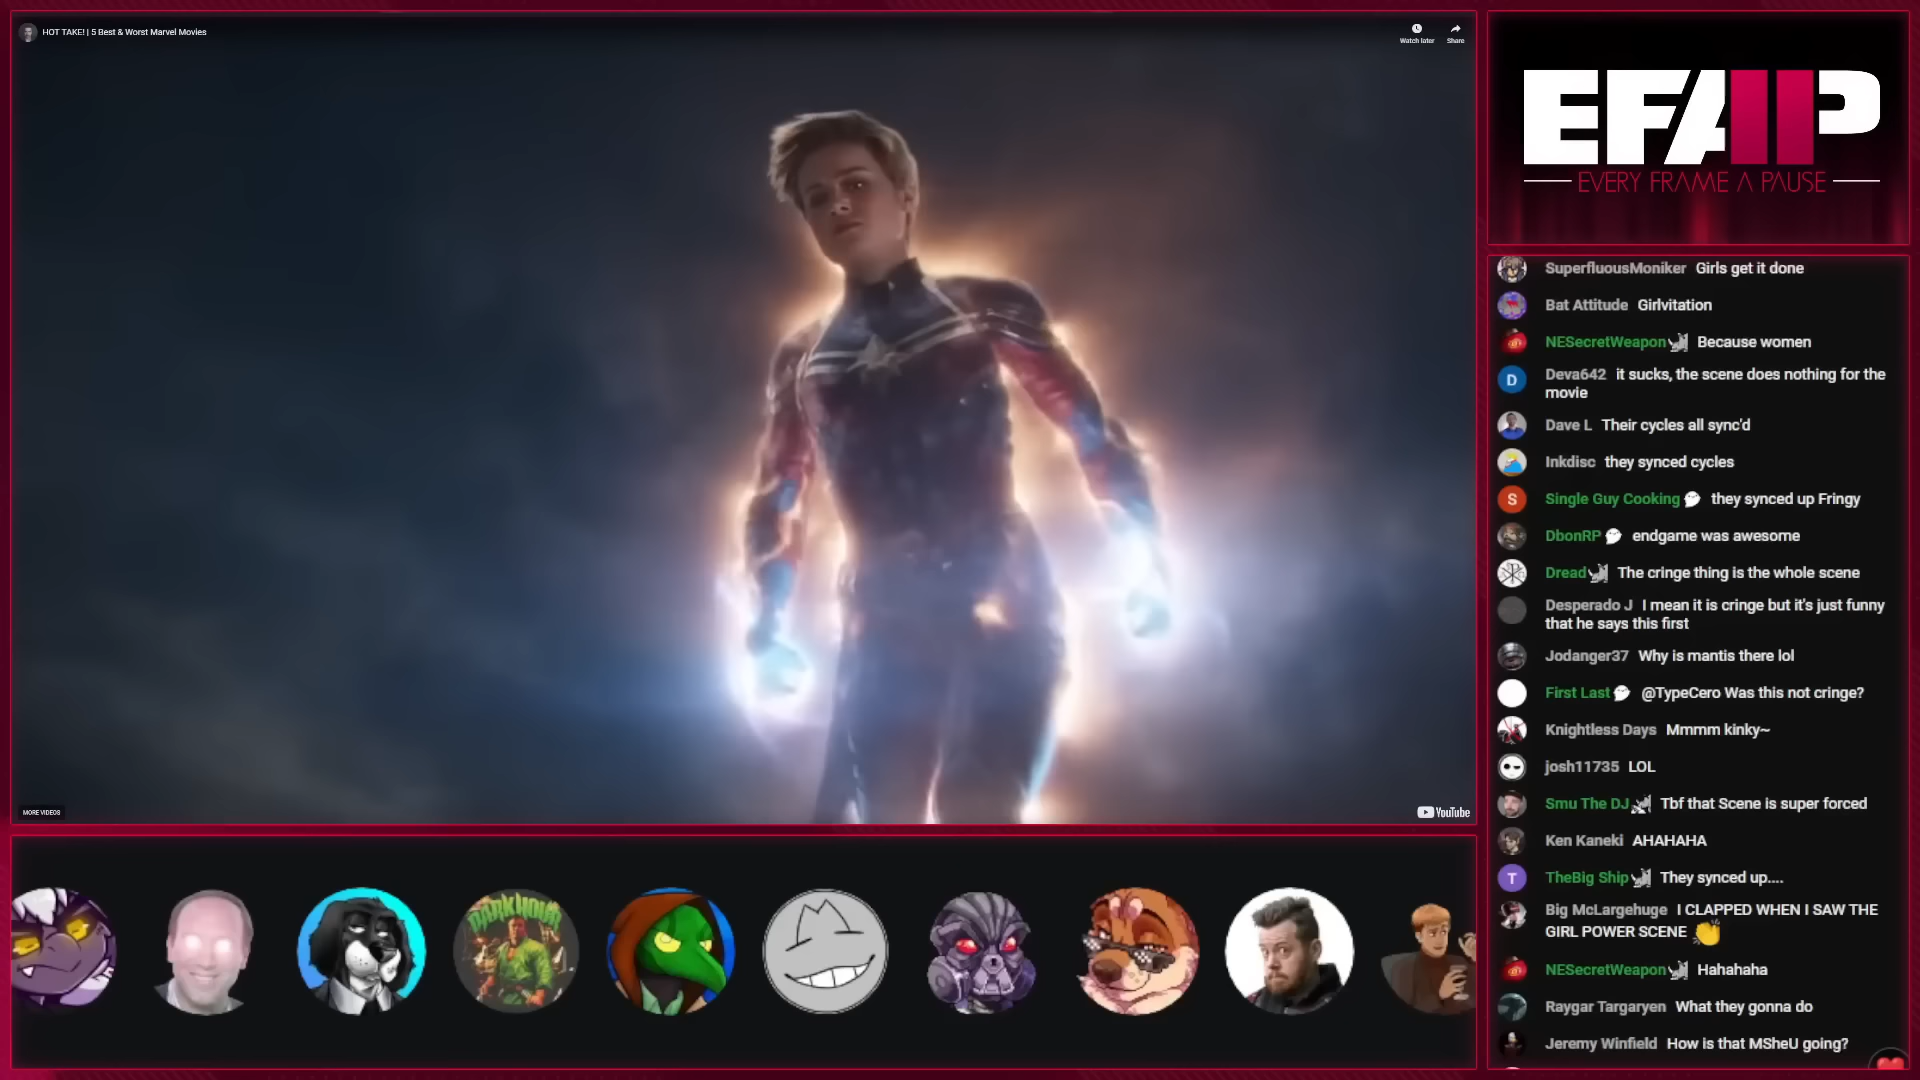 HOT TAKE! | 5 Best & Worst Marvel Movies
Watch later
Share
MORE VIDEOS
YouTube
EFAP
EVERY FRAME A PAUSE
SuperfluousMoniker Girls get it done
Bat Attitude Girlvitation
NESecretWeapon Because women
D
Deva642 it sucks, the scene does nothing for the
movie
Dave L Their cycles all sync'd
Inkdisc they synced cycles
S
Single Guy Cooking they synced up Fringy
DbonRP endgame was awesome
Dread The cringe thing is the whole scene
Desperado J I mean it is cringe but it's just funny
that he says this first
Jodanger37 Why is mantis there lol
First Last @TypeCero Was this not cringe?
Knightless Days Mmmm kinky~
josh11735 LOL
Smu The DJ Tbf that Scene is super forced
Ken Kaneki AHAHAHA
T
TheBig Ship They synced up....
Big McLargehuge I CLAPPED WHEN I SAW THE
GIRL POWER SCENE
NESecretWeapon Hahahaha
Raygar Targaryen What they gonna do
Jeremy Winfield How is that MSheU going?
DARK HOUR